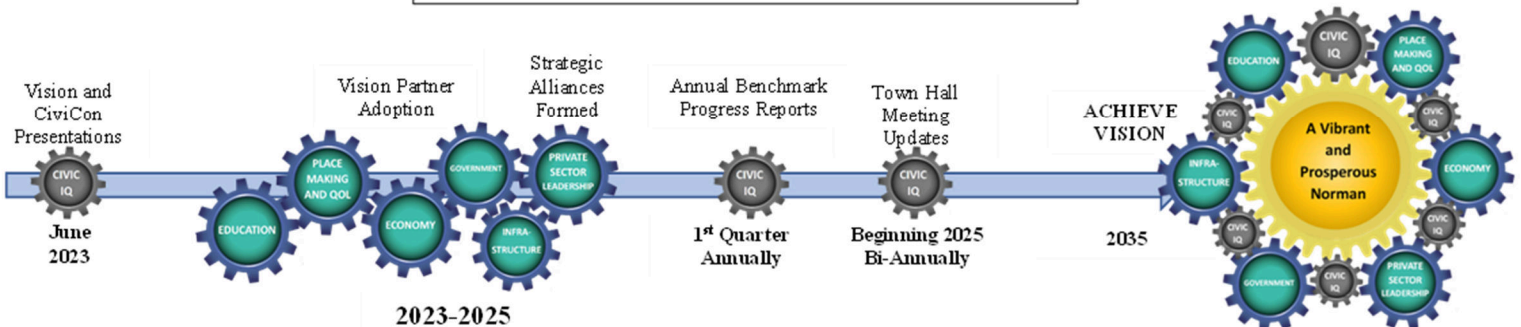 Vision and
CiviCon
Presentations
CIVIC
IQ
June
2023
EDUCATION
PLACE
MAKING
AND QOL
Vision Partner
Adoption
ECONOMY
GOVERNMENT
INFRA-
STRUCTURE
Strategic
Alliances
Formed
PRIVATE
SECTOR
LEADERSHIP
2023-2025
Annual Benchmark
Progress Reports
CIVIC
IQ
1st Quarter
Annually
Town Hall
Meeting
Updates
CIVIC
IQ
Beginning 2025
Bi-Annually
ACHIEVE
VISION
2035
EDUCATION
CIVIC
IQ
PLACE
MAKING
AND QOL
CIVIC
IQ
CIVIC
IQ
INFRA-
STRUCTURE
A Vibrant
and
Prosperous
Norman
ECONOMY
CIVIC
IQ
CIVIC
IQ
GOVERNMENT
CIVIC
IQ
PRIVATE
SECTOR
LEADERSHIP